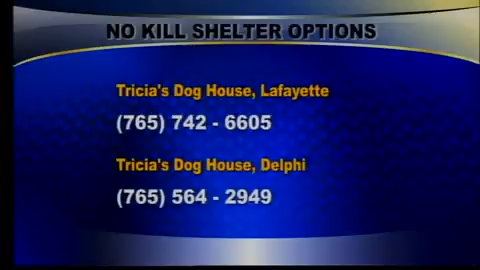 NO KILL SHELTER OPTIONS
Tricia's Dog House, Lafayette
(765) 742 - 6605
Tricia's Dog House, Delphi
(765) 564 - 2949